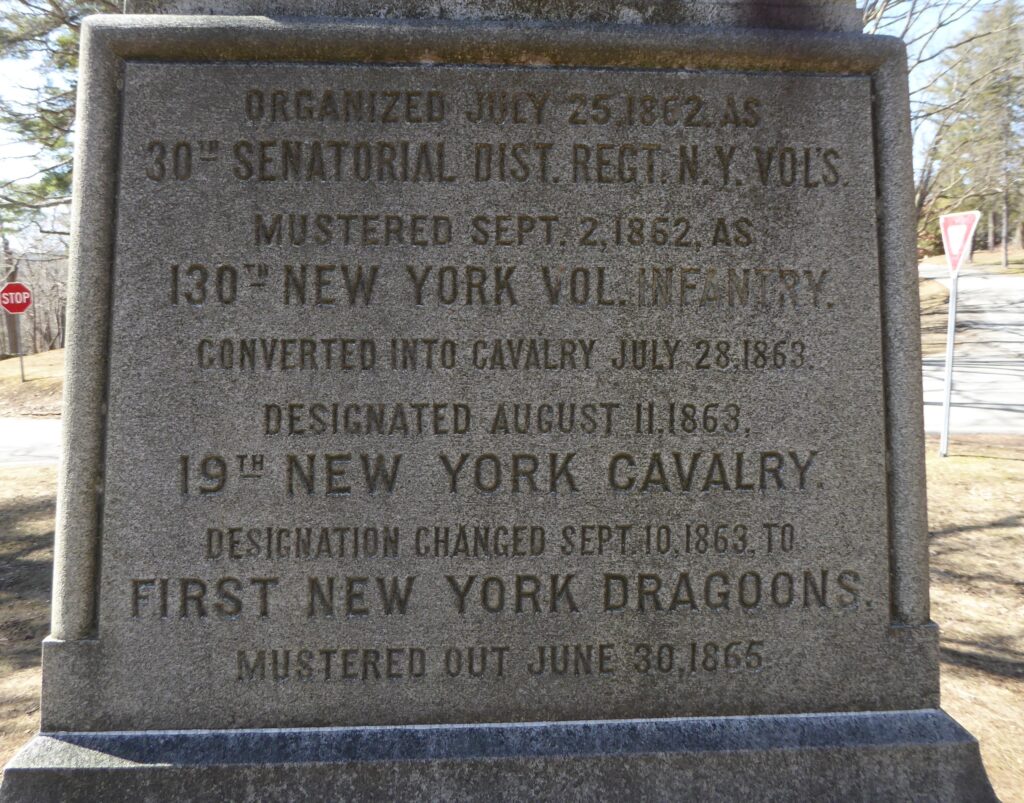 ORGANIZED JULY 25, 1862, AS
30TH SENATORIAL DIST. REGT. N.Y. VOL'S.
MUSTERED SEPT. 2, 1862, AS
130TH NEW YORK VOL. INFANTRY.
CONVERTED INTO CAVALRY JULY 28, 1863.
DESIGNATED AUGUST 11, 1863,
19TH NEW YORK CAVALRY.
DESIGNATION CHANGED SEPT. 10, 1863, TO
FIRST NEW YORK DRAGOONS.
MUSTERED OUT JUNE 30, 1865
STOP